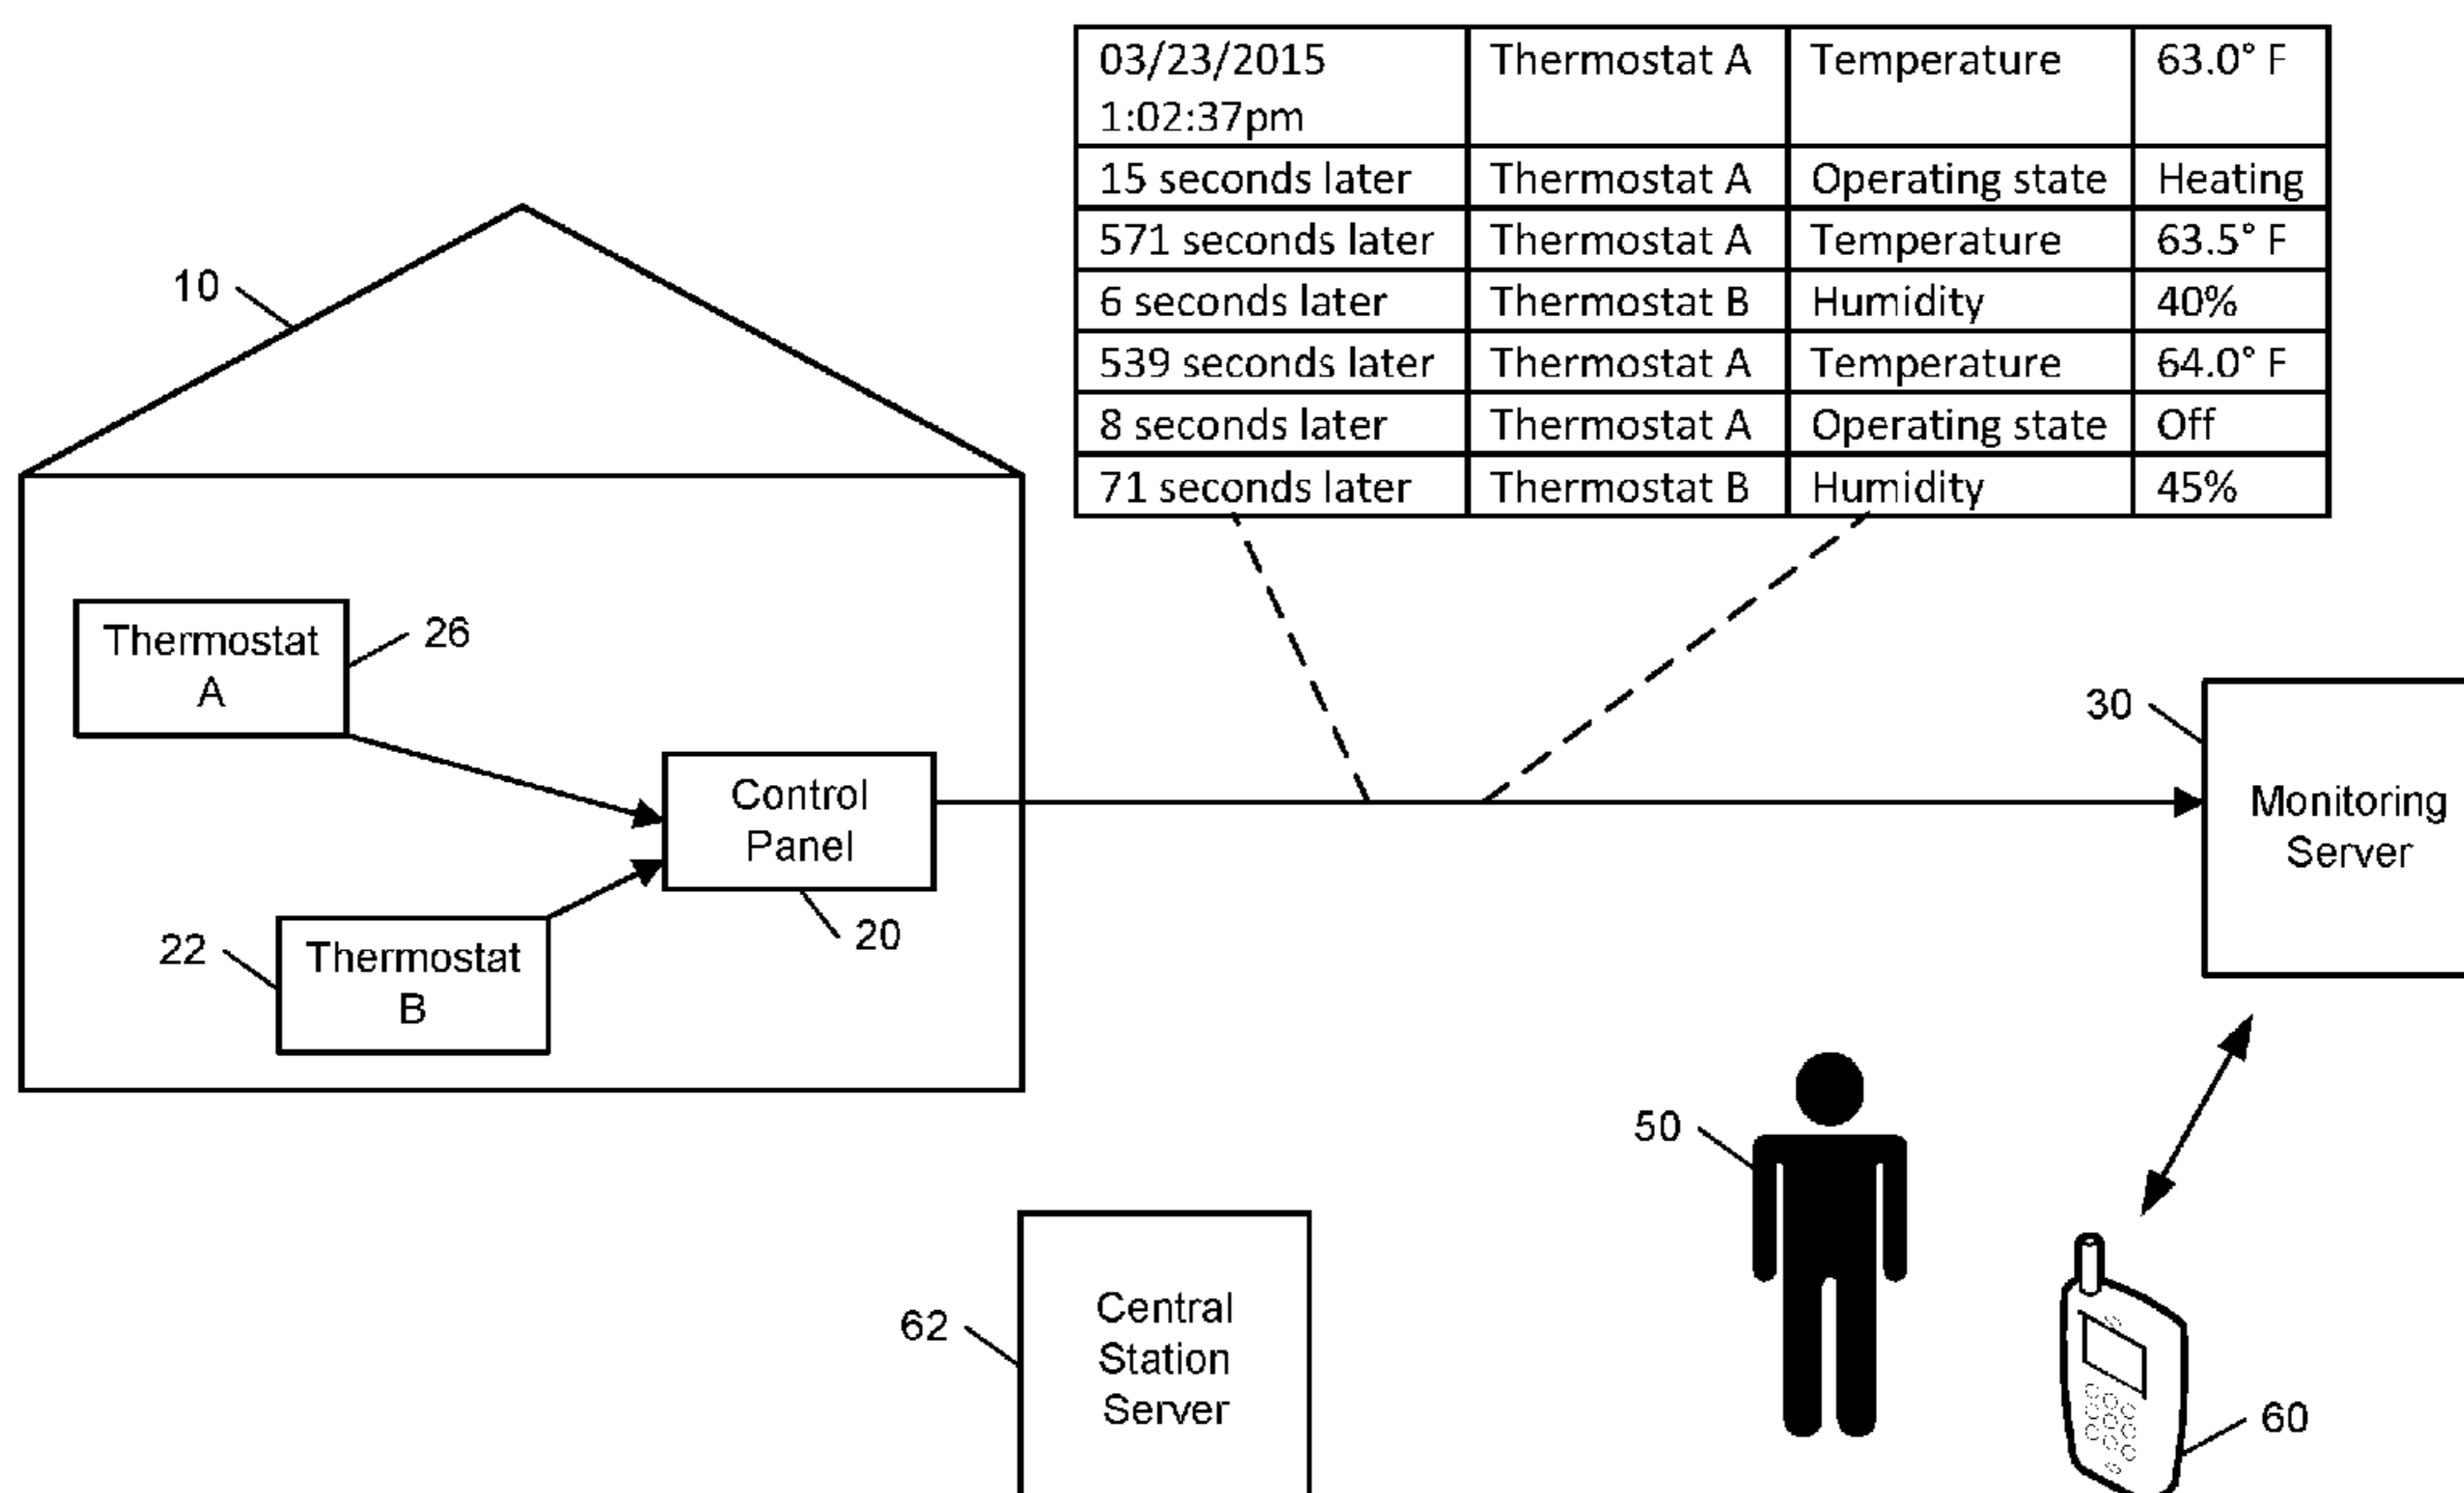 03/23/2015 Thermostat A Temperature 63.0° F
1:02:37pm
15 seconds later Thermostat A Operating state Heating
571 seconds later Thermostat A Temperature 63.5° F
6 seconds later Thermostat B Humidity 40%
539 seconds later Thermostat A Temperature 64.0° F
8 seconds later Thermostat A Operating state Off
71 seconds later Thermostat B Humidity 45%
10
Thermostat
A
26
Control
Panel
20
22
Thermostat
B
30
Monitoring
Server
50
62
Central
Station
Server
60